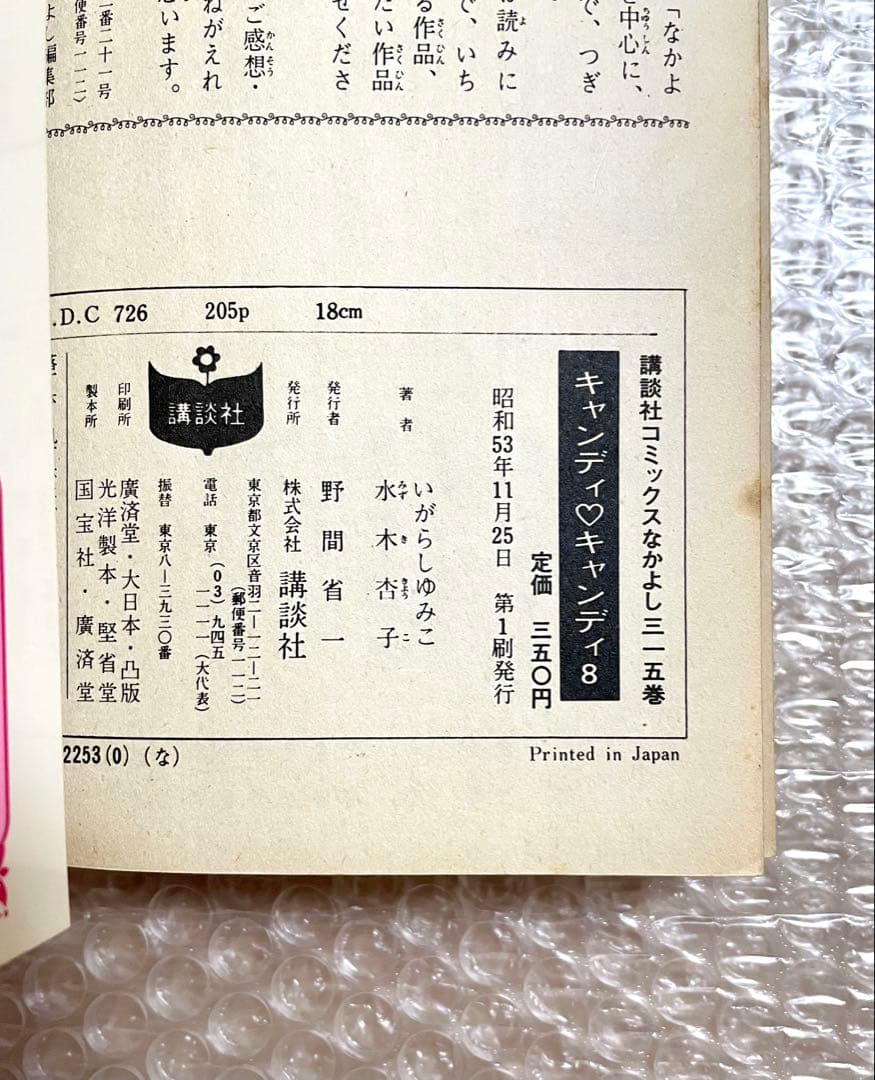 「なかよ
を中心に、
で、つぎ
読みに
で、いち
る作品、
たい作品
せくださ
ご感想・
ねがえれ
思います。
一番二十一号
便番号一一二)
よし編集部
.D.C 726 205p 18cm
講談社コミックスなかよし三一五巻
キャンディ♡キャンディ8
定価 三五〇円
昭和53年11月25日 第1刷発行
著者 いがらしゆみこ
水木杏子
発行者 野間省一
発行所 株式会社 講談社
東京都文京区音羽二―一二―二一
(郵便番号一一二)
電話 東京(03)九四五
一一一一(大代表)
振替 東京八―三九三〇番
講談社
印刷所 廣済堂・大日本・凸版
製本所 光洋製本・堅省堂
国宝社・廣済堂
2253(0)(な)
Printed in Japan